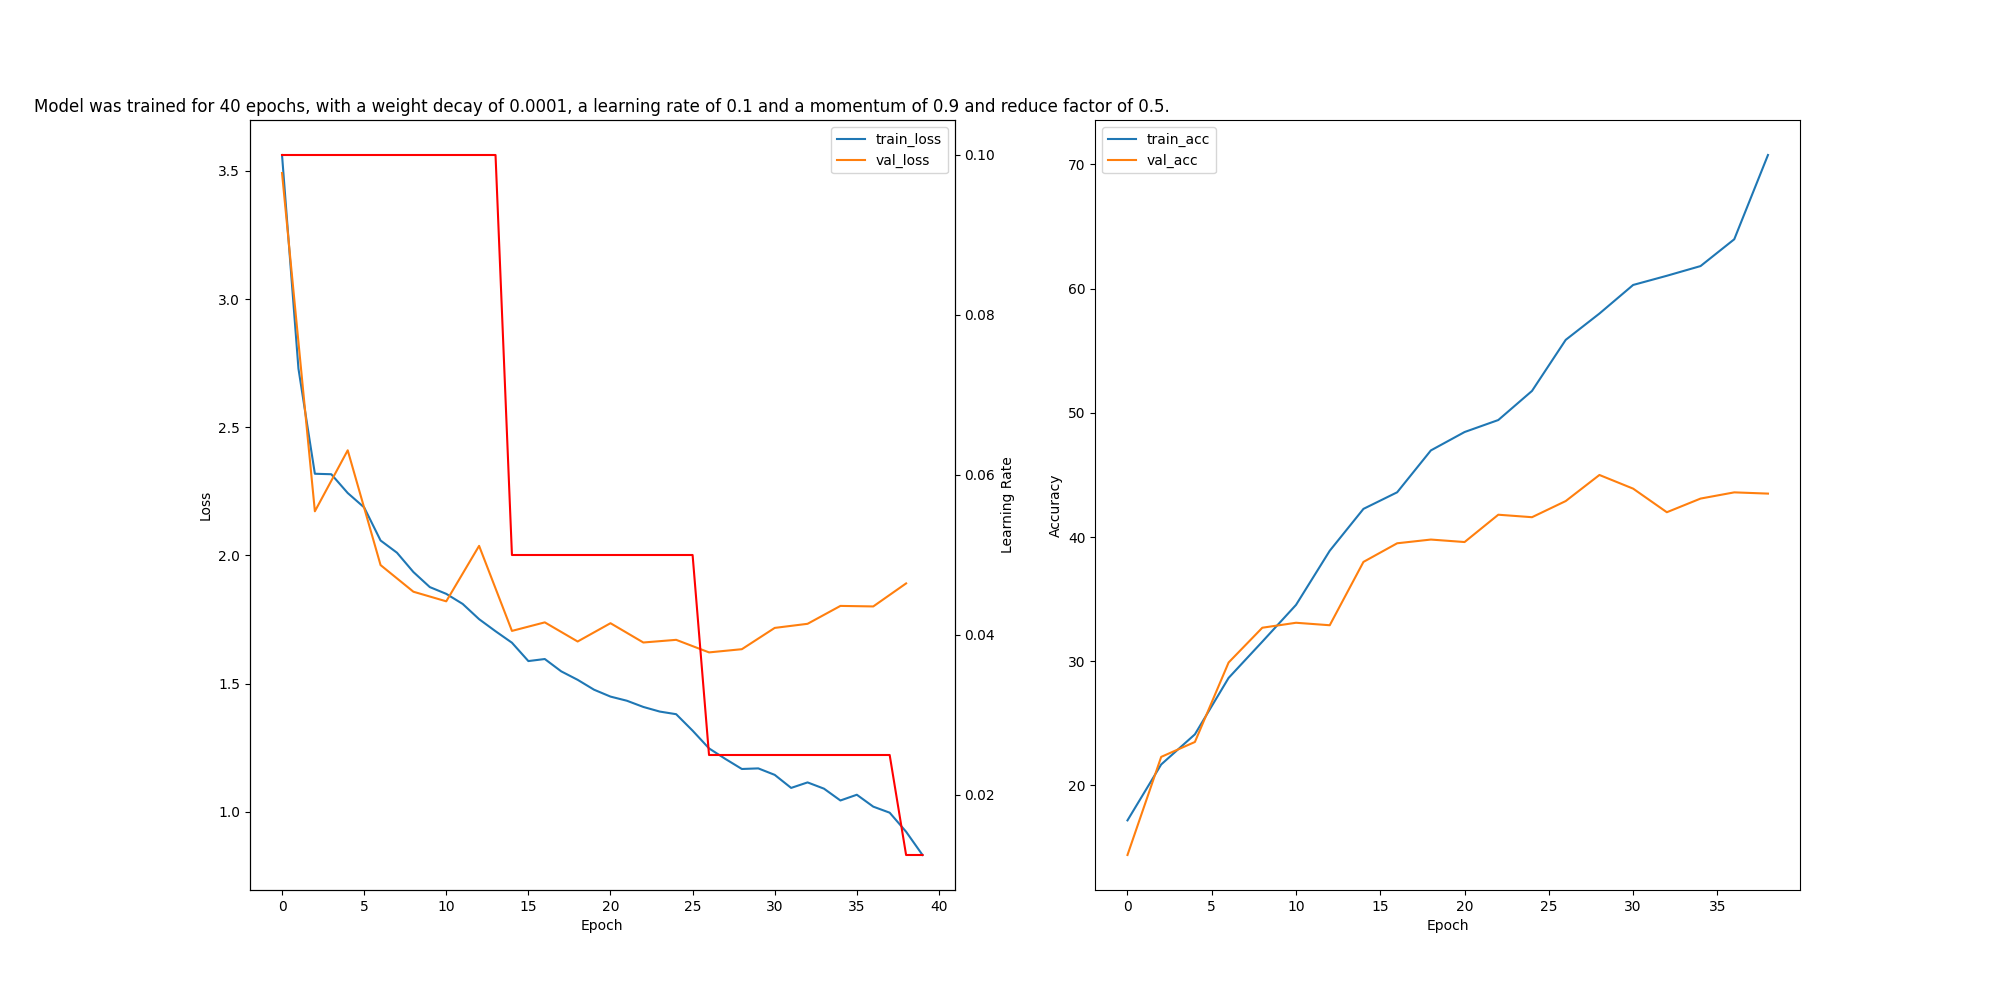 Model was trained for 40 epochs, with a weight decay of 0.0001, a learning rate of 0.1 and a momentum of 0.9 and reduce factor of 0.5.
train_loss
val_loss
3.5
3.0
2.5
2.0
1.5
1.0
Loss
0 5 10 15 20 25 30 35 40
Epoch
0.10
0.08
0.06
0.04
0.02
Learning Rate
train_acc
val_acc
70
60
50
40
30
20
Accuracy
0 5 10 15 20 25 30 35
Epoch